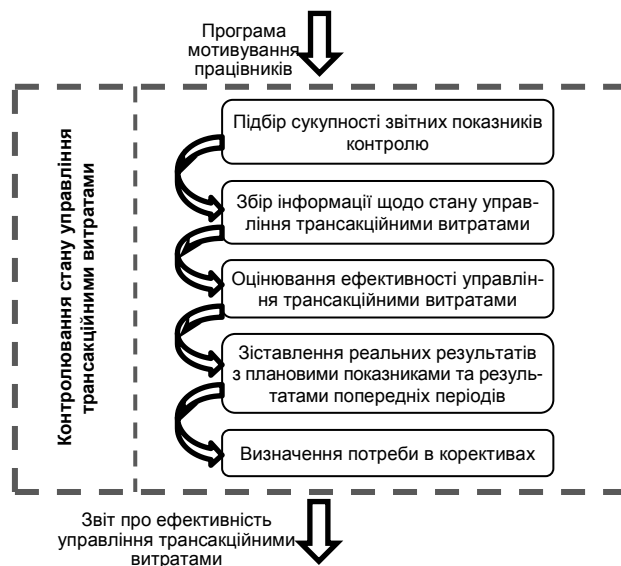 Програма
мотивування
працівників
Контролювання стану управління
трансакційними витратами
Підбір сукупності звітних показників
контролю
Збір інформації щодо стану управ-
ління трансакційними витратами
Оцінювання ефективності управлін-
ня трансакційними витратами
Зіставлення реальних результатів
з плановими показниками та резуль-
татами попередніх періодів
Визначення потреби в корективах
Звіт про ефективність
управління трансакційними
витратами